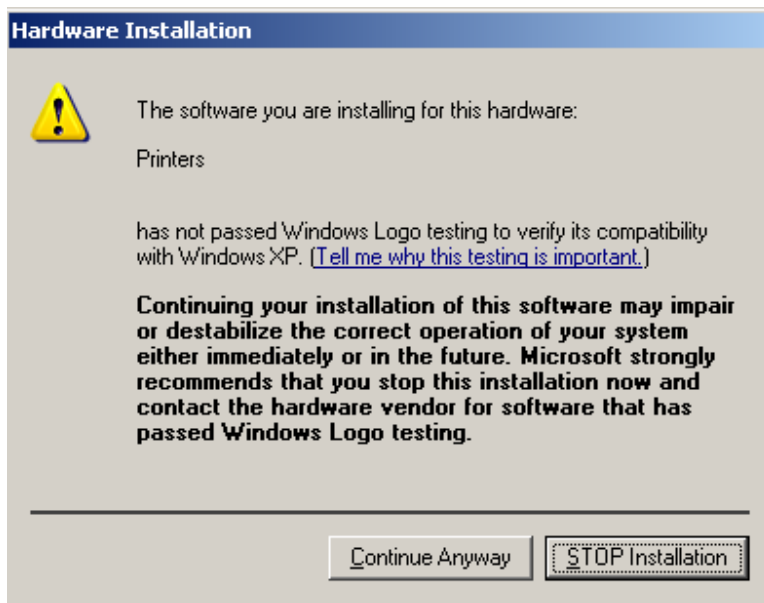 Hardware Installation
The software you are installing for this hardware:
Printers
has not passed Windows Logo testing to verify its compatibility
with Windows XP. (Tell me why this testing is important.)
Continuing your installation of this software may impair
or destabilize the correct operation of your system
either immediately or in the future. Microsoft strongly
recommends that you stop this installation now and
contact the hardware vendor for software that has
passed Windows Logo testing.
Continue Anyway
STOP Installation